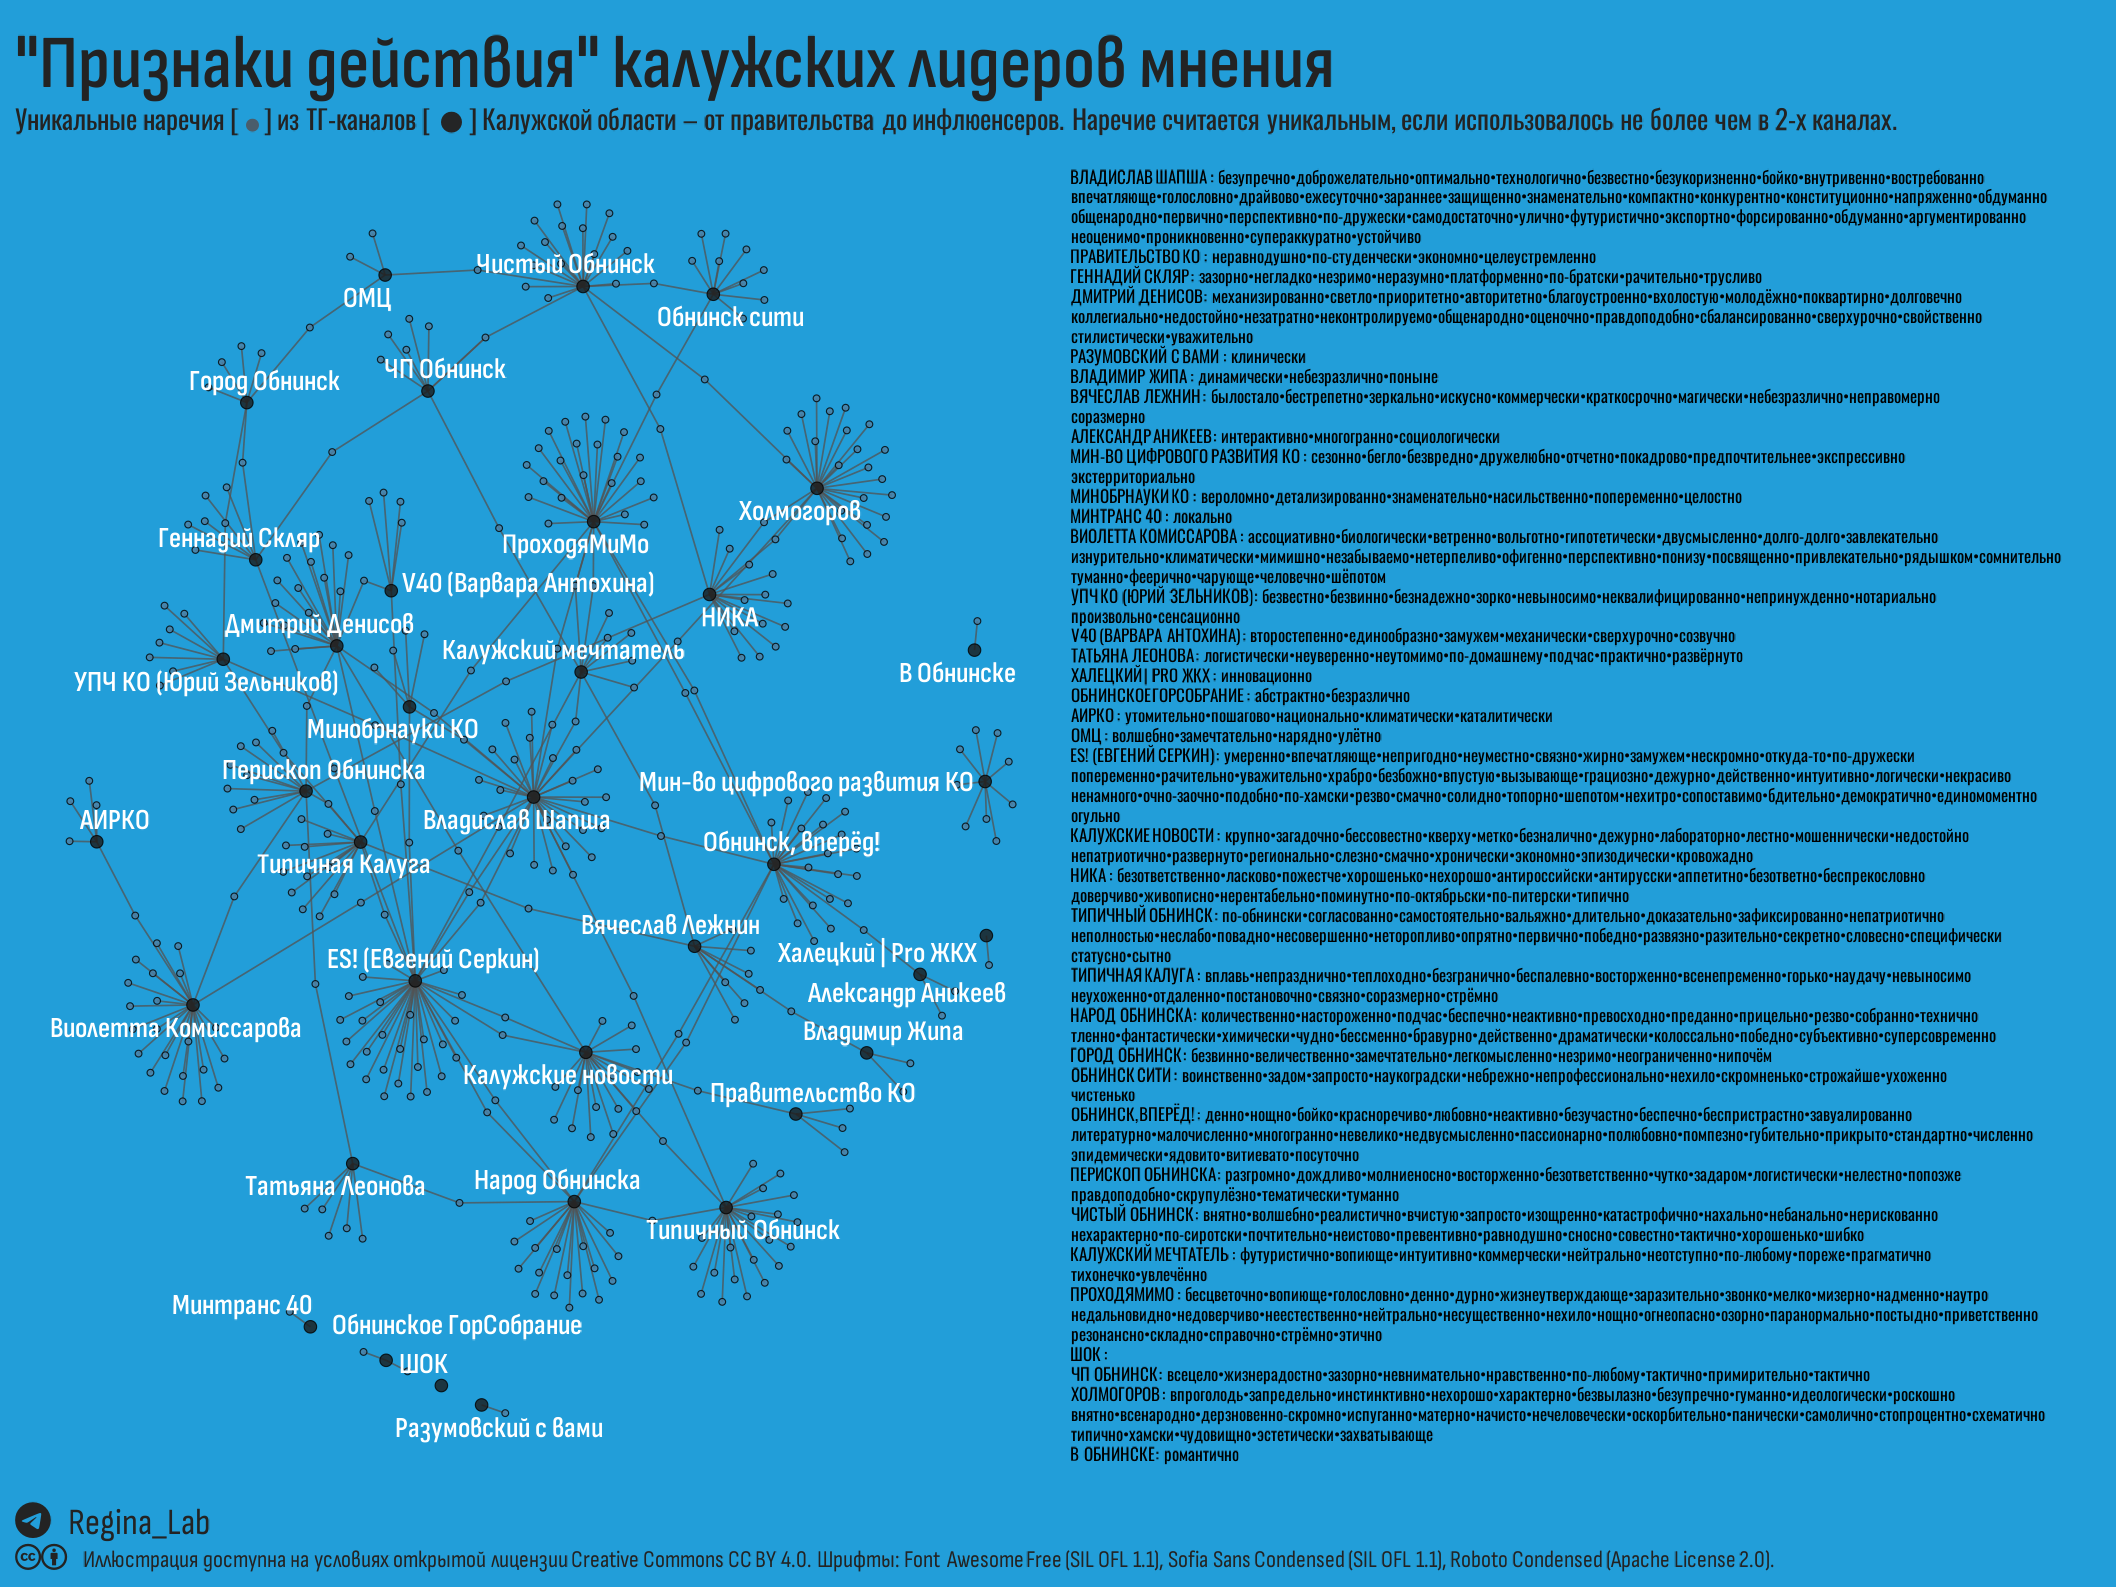 "Признаки действия" калужских лидеров мнения
Уникальные наречия [ ] из ТГ-каналов [ ] Калужской области – от правительства до инфлюенсеров. Наречие считается уникальным, если использовалось не более чем в 2-х каналах.
Чистый Обнинск
ОМЦ
Обнинск сити
ЧП Обнинск
Город Обнинск
Холмогоров
Геннадий Скляр
ПроходяМиМо
V40 (Варвара Антохина)
НИКА
Дмитрий Денисов
Калужский мечтатель
В Обнинске
УПЧ КО (Юрий Зельников)
Минобрнауки КО
Перископ Обнинска
Мин-во цифрового развития КО
АИРКО
Владислав Шапша
Обнинск, вперёд!
Типичная Калуга
Вячеслав Лежнин
Халецкий | Pro ЖКХ
ES! (Евгений Серкин)
Александр Аникеев
Виолетта Комиссарова
Владимир Жипа
Калужские новости
Правительство КО
Татьяна Леонова
Народ Обнинска
Типичный Обнинск
Минтранс 40
Обнинское ГорСобрание
ШОК
Разумовский с вами
ВЛАДИСЛАВ ШАПША : безупречно•доброжелательно•оптимально•технологично•безвестно•безукоризненно•бойко•внутривенно•востребованно
впечатляюще•голословно•драйвово•ежесуточно•зараннее•защищенно•знаменательно•компактно•конкурентно•конституционно•напряженно•обдуманно
общенародно•первично•перспективно•по-дружески•самодостаточно•улично•футуристично•экспортно•форсированно•обдуманно•аргументированно
неоценимо•проникновенно•супераккуратно•устойчиво
ПРАВИТЕЛЬСТВО КО : неравнодушно•по-студенчески•экономно•целеустремленно
ГЕННАДИЙ СКЛЯР : зазорно•негладко•незримо•неразумно•платформенно•по-братски•рачительно•трусливо
ДМИТРИЙ ДЕНИСОВ: механизированно•светло•приоритетно•авторитетно•благоустроенно•вхолостую•молодёжно•поквартирно•долговечно
коллегиально•недостойно•незатратно•неконтролируемо•общенародно•оценочно•правдоподобно•сбалансированно•сверхурочно•свойственно
стилистически•уважительно
РАЗУМОВСКИЙ С ВАМИ : клинически
ВЛАДИМИР ЖИПА : динамически•небезразлично•поныне
ВЯЧЕСЛАВ ЛЕЖНИН : былостало•бестрепетно•зеркально•искусно•коммерчески•краткосрочно•магически•небезразлично•неправомерно
соразмерно
АЛЕКСАНДР АНИКЕЕВ : интерактивно•многогранно•социологически
МИН-ВО ЦИФРОВОГО РАЗВИТИЯ КО : сезонно•бегло•безвредно•дружелюбно•отчетно•покадрово•предпочтительнее•экспрессивно
экстерриториально
МИНОБРНАУКИ КО : вероломно•детализированно•знаменательно•насильственно•попеременно•целостно
МИНТРАНС 40 : локально
ВИОЛЕТТА КОМИССАРОВА : ассоциативно•биологически•ветренно•вольготно•гипотетически•двусмысленно•долго-долго•завлекательно
изнурительно•климатически•мимишно•незабываемо•нетерпеливо•офигенно•перспективно•понизу•посвященно•привлекательно•рядышком•сомнительно
туманно•феерично•чарующе•человечно•шёпотом
УПЧ КО (ЮРИЙ ЗЕЛЬНИКОВ): безвестно•безвинно•безнадежно•зорко•невыносимо•неквалифицированно•непринужденно•нотариально
произвольно•сенсационно
V40 (ВАРВАРА АНТОХИНА) : второстепенно•единообразно•замужем•механически•сверхурочно•созвучно
ТАТЬЯНА ЛЕОНОВА: логистически•неуверенно•неутомимо•по-домашнему•подчас•практично•развёрнуто
ХАЛЕЦКИЙ | PRO ЖКХ : инновационно
ОБНИНСКОЕ ГОРСОБРАНИЕ : абстрактно•безразлично
АИРКО : утомительно•пошагово•национально•климатически•каталитически
ОМЦ : волшебно•замечтательно•нарядно•улётно
ES! (ЕВГЕНИЙ СЕРКИН) : умеренно•впечатляюще•непригодно•неуместно•связно•жирно•замужем•нескромно•откуда-то•по-дружески
попеременно•рачительно•уважительно•храбро•безбожно•впустую•вызывающе•грациозно•дежурно•действенно•интуитивно•логически•некрасиво
ненамного•очно-заочно•подобно•по-хамски•резво•смачно•солидно•топорно•шепотом•нехитро•сопоставимо•бдительно•демократично•единомоментно
огульно
КАЛУЖСКИЕ НОВОСТИ : крупно•загадочно•бессовестно•кверху•метко•безналично•дежурно•лабораторно•лестно•мошеннически•недостойно
непатриотично•развернуто•регионально•слезно•смачно•хронически•экономно•эпизодически•кровожадно
НИКА : безответственно•ласково•пожестче•хорошенько•нехорошо•антироссийски•антирусски•аппетитно•безответно•беспрекословно
доверчиво•живописно•нерентабельно•поминутно•по-октябрьски•по-питерски•типично
ТИПИЧНЫЙ ОБНИНСК : по-обнински•согласованно•самостоятельно•вальяжно•длительно•доказательно•зафиксированно•непатриотично
неполностью•неслабо•повадно•несовершенно•неторопливо•опрятно•первично•победно•развязно•разительно•секретно•словесно•специфически
статусно•сытно
ТИПИЧНАЯ КАЛУГА : вплавь•непразднично•теплоходно•безгранично•беспалевно•восторженно•всенепременно•горько•наудачу•невыносимо
неухоженно•отдаленно•постановочно•связно•соразмерно•стрёмно
НАРОД ОБНИНСКА: количественно•настороженно•подчас•беспечно•неактивно•превосходно•преданно•прицельно•резво•собранно•технично
тленно•фантастически•химически•чудно•бессменно•бравурно•действенно•драматически•колоссально•победно•субъективно•суперсовременно
ГОРОД ОБНИНСК : безвинно•величественно•замечтательно•легкомысленно•незримо•неограниченно•нипочём
ОБНИНСК СИТИ : воинственно•задом•запросто•наукоградски•небрежно•непрофессионально•нехило•скромненько•строжайше•ухоженно
чистенько
ОБНИНСК,ВПЕРЁД! : денно•нощно•бойко•красноречиво•любовно•неактивно•безучастно•беспечно•беспристрастно•завуалированно
литературно•малочисленно•многогранно•невелико•недвусмысленно•пассионарно•полюбовно•помпезно•губительно•прикрыто•стандартно•численно
эпидемически•ядовито•витиевато•посуточно
ПЕРИСКОП ОБНИНСКА: разгромно•дождливо•молниеносно•восторженно•безответственно•чутко•задаром•логистически•нелестно•попозже
правдоподобно•скрупулёзно•тематически•туманно
ЧИСТЫЙ ОБНИНСК : внятно•волшебно•реалистично•вчистую•запросто•изощренно•катастрофично•нахально•небанально•нерискованно
нехарактерно•по-сиротски•почтительно•неистово•превентивно•равнодушно•сносно•совестно•тактично•хорошенько•шибко
КАЛУЖСКИЙ МЕЧТАТЕЛЬ : футуристично•вопиюще•интуитивно•коммерчески•нейтрально•неотступно•по-любому•пореже•прагматично
тихонечко•увлечённо
ПРОХОДЯМИМО : бесцветочно•вопиюще•голословно•денно•дурно•жизнеутверждающе•заразительно•звонко•мелко•мизерно•надменно•наутро
недальновидно•недоверчиво•неестественно•нейтрально•несущественно•нехило•нощно•огнеопасно•озорно•паранормально•постыдно•приветственно
резонансно•складно•справочно•стрёмно•этично
ШОК :
ЧП ОБНИНСК : всецело•жизнерадостно•зазорно•невнимательно•нравственно•по-любому•тактично•примирительно•тактично
ХОЛМОГОРОВ : впроголодь•запредельно•инстинктивно•нехорошо•характерно•безвылазно•безупречно•гуманно•идеологически•роскошно
внятно•всенародно•дерзновенно-скромно•испуганно•матерно•начисто•нечеловечески•оскорбительно•панически•самолично•стопроцентно•схематично
типично•хамски•чудовищно•эстетически•захватывающе
В ОБНИНСКЕ: романтично
Regina_Lab
Иллюстрация доступна на условиях открытой лицензии Creative Commons CC BY 4.0. Шрифты: Font Awesome Free (SIL OFL 1.1), Sofia Sans Condensed (SIL OFL 1.1), Roboto Condensed (Apache License 2.0).